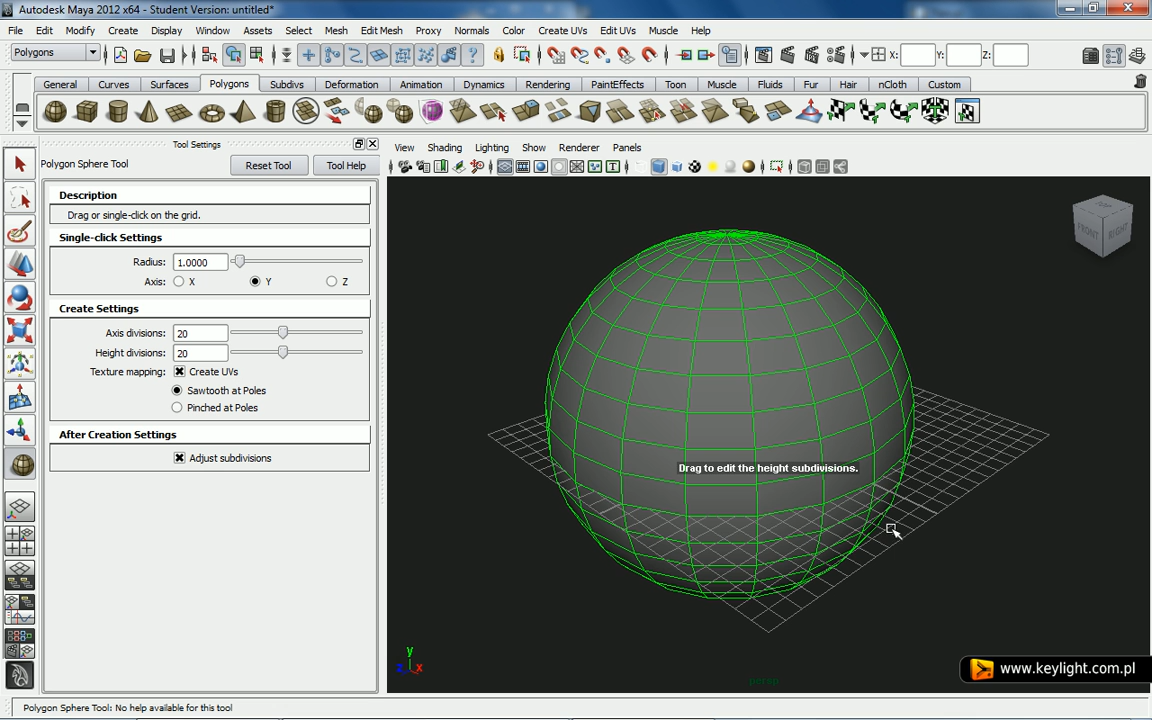 Autodesk Maya 2012 x64 - Student Version: untitled*
File Edit Modify Create Display Window Assets Select Mesh Edit Mesh Proxy Normals Color Create UVs Edit UVs Muscle Help
Polygons X: Y: Z:
General Curves Surfaces Polygons Subdivs Deformation Animation Dynamics Rendering PaintEffects Toon Muscle Fluids Fur Hair nCloth Custom
Tool Settings
Polygon Sphere Tool Reset Tool Tool Help
Description
Drag or single-click on the grid.
Single-click Settings
Radius: 1.0000
Axis: X Y Z
Create Settings
Axis divisions: 20
Height divisions: 20
Texture mapping: Create UVs
Sawtooth at Poles
Pinched at Poles
After Creation Settings
Adjust subdivisions
View Shading Lighting Show Renderer Panels
TOP
FRONT RIGHT
Drag to edit the height subdivisions.
y
z x
persp
www.keylight.com.pl
Polygon Sphere Tool: No help available for this tool